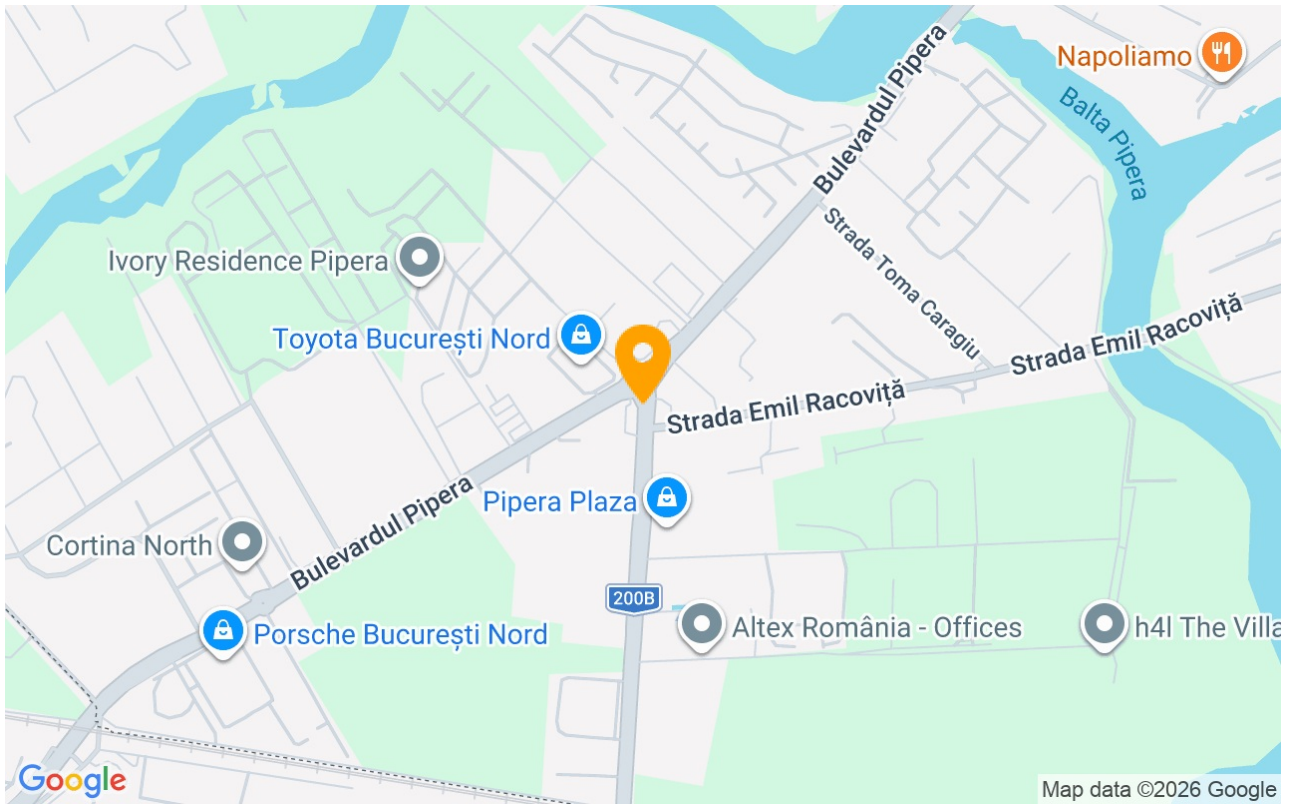 Napoliamo
Bulevardul Pipera
Balta Pipera
Strada Toma Caragiu
Ivory Residence Pipera
Toyota București Nord
Strada Emil Racoviță
Strada Emil Racoviță
Bulevardul Pipera
Pipera Plaza
Cortina North
200B
Porsche București Nord
Altex România - Offices
h4l The Villa
Google
Map data ©2026 Google